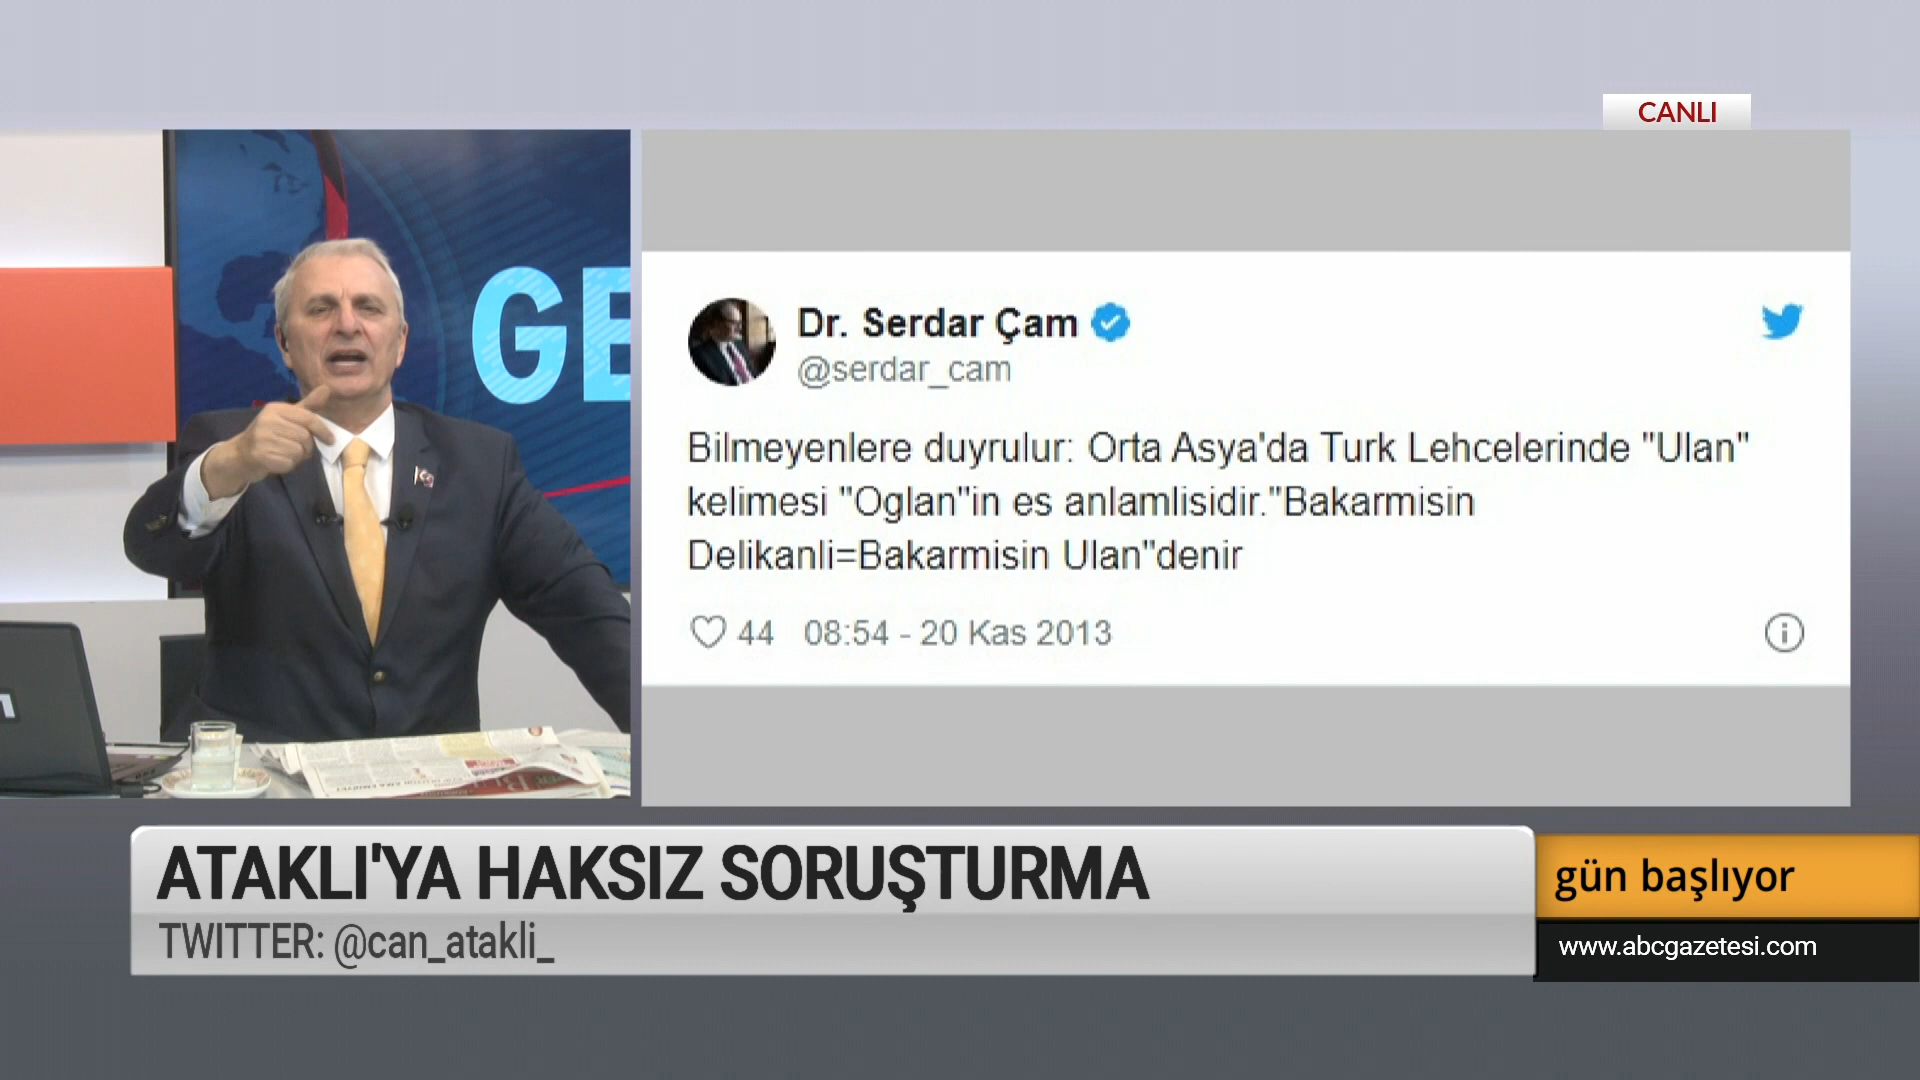 CANLI
GE
Dr. Serdar Çam
@serdar_cam
Bilmeyenlere duyrulur: Orta Asya'da Turk Lehcelerinde "Ulan"
kelimesi "Oglan"in es anlamlisidir."Bakarmisin
Delikanli=Bakarmisin Ulan"denir
44 08:54 - 20 Kas 2013
ATAKLI'YA HAKSIZ SORUŞTURMA
TWITTER: @can_atakli_
gün başlıyor
www.abcgazetesi.com